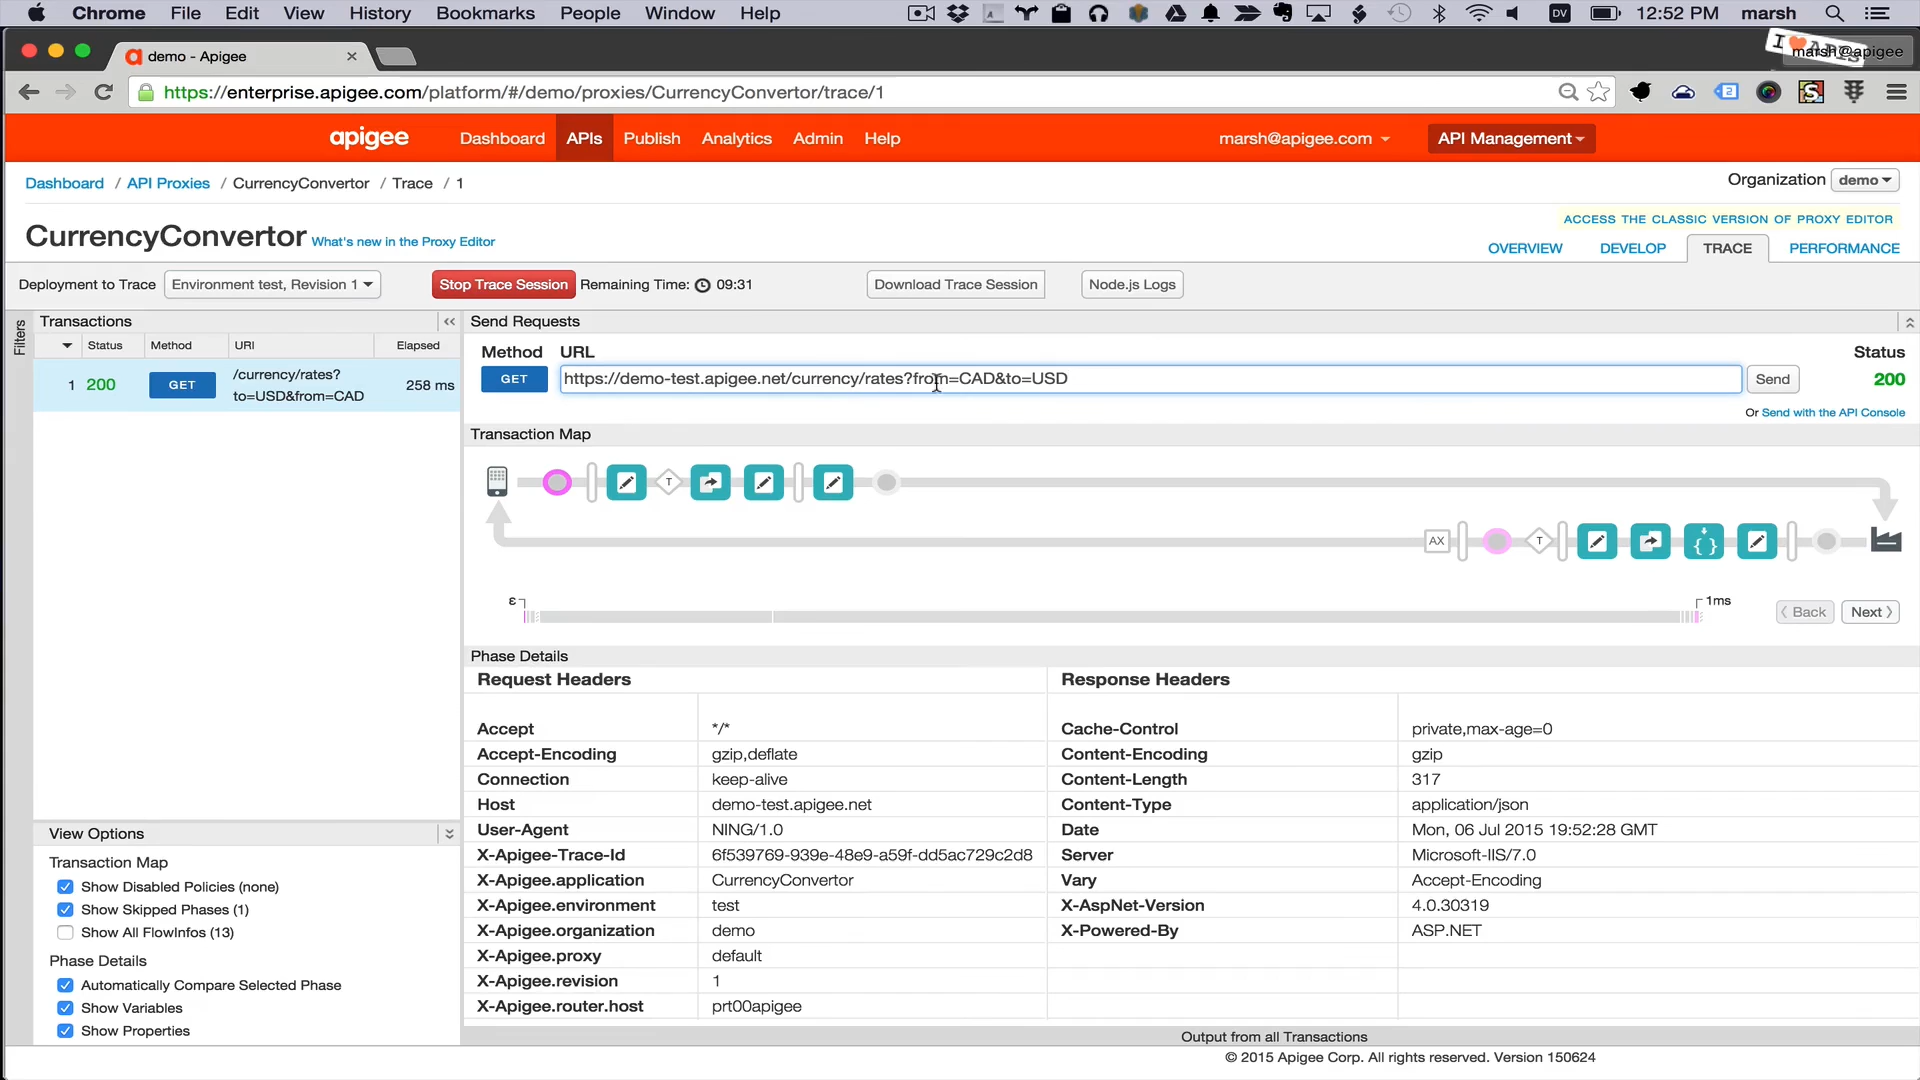 Chrome File Edit View History Bookmarks People Window Help DV 12:52 PM marsh
demo - Apigee
marsh@apigee
https://enterprise.apigee.com/platform/#/demo/proxies/CurrencyConvertor/trace/1
apigee Dashboard APIs Publish Analytics Admin Help marsh@apigee.com API Management
Dashboard / API Proxies / CurrencyConvertor / Trace / 1 Organization demo
ACCESS THE CLASSIC VERSION OF PROXY EDITOR
CurrencyConvertor What's new in the Proxy Editor OVERVIEW DEVELOP TRACE PERFORMANCE
Deployment to Trace Environment test, Revision 1 Stop Trace Session Remaining Time: 09:31 Download Trace Session Node.js Logs
Filters
Transactions
Status Method URI Elapsed
1 200 GET /currency/rates?
to=USD&from=CAD 258 ms
Send Requests
Method URL Status
GET https://demo-test.apigee.net/currency/rates?from=CAD&to=USD Send 200
Or Send with the API Console
Transaction Map
T
AX T
ε 1ms Back Next
Phase Details
Request Headers Response Headers
Accept */* Cache-Control private,max-age=0
Accept-Encoding gzip,deflate Content-Encoding gzip
Connection keep-alive Content-Length 317
Host demo-test.apigee.net Content-Type application/json
User-Agent NING/1.0 Date Mon, 06 Jul 2015 19:52:28 GMT
X-Apigee-Trace-Id 6f539769-939e-48e9-a59f-dd5ac729c2d8 Server Microsoft-IIS/7.0
X-Apigee.application CurrencyConvertor Vary Accept-Encoding
X-Apigee.environment test X-AspNet-Version 4.0.30319
X-Apigee.organization demo X-Powered-By ASP.NET
X-Apigee.proxy default
X-Apigee.revision 1
X-Apigee.router.host prt00apigee
View Options
Transaction Map
Show Disabled Policies (none)
Show Skipped Phases (1)
Show All FlowInfos (13)
Phase Details
Automatically Compare Selected Phase
Show Variables
Show Properties
Output from all Transactions
© 2015 Apigee Corp. All rights reserved. Version 150624